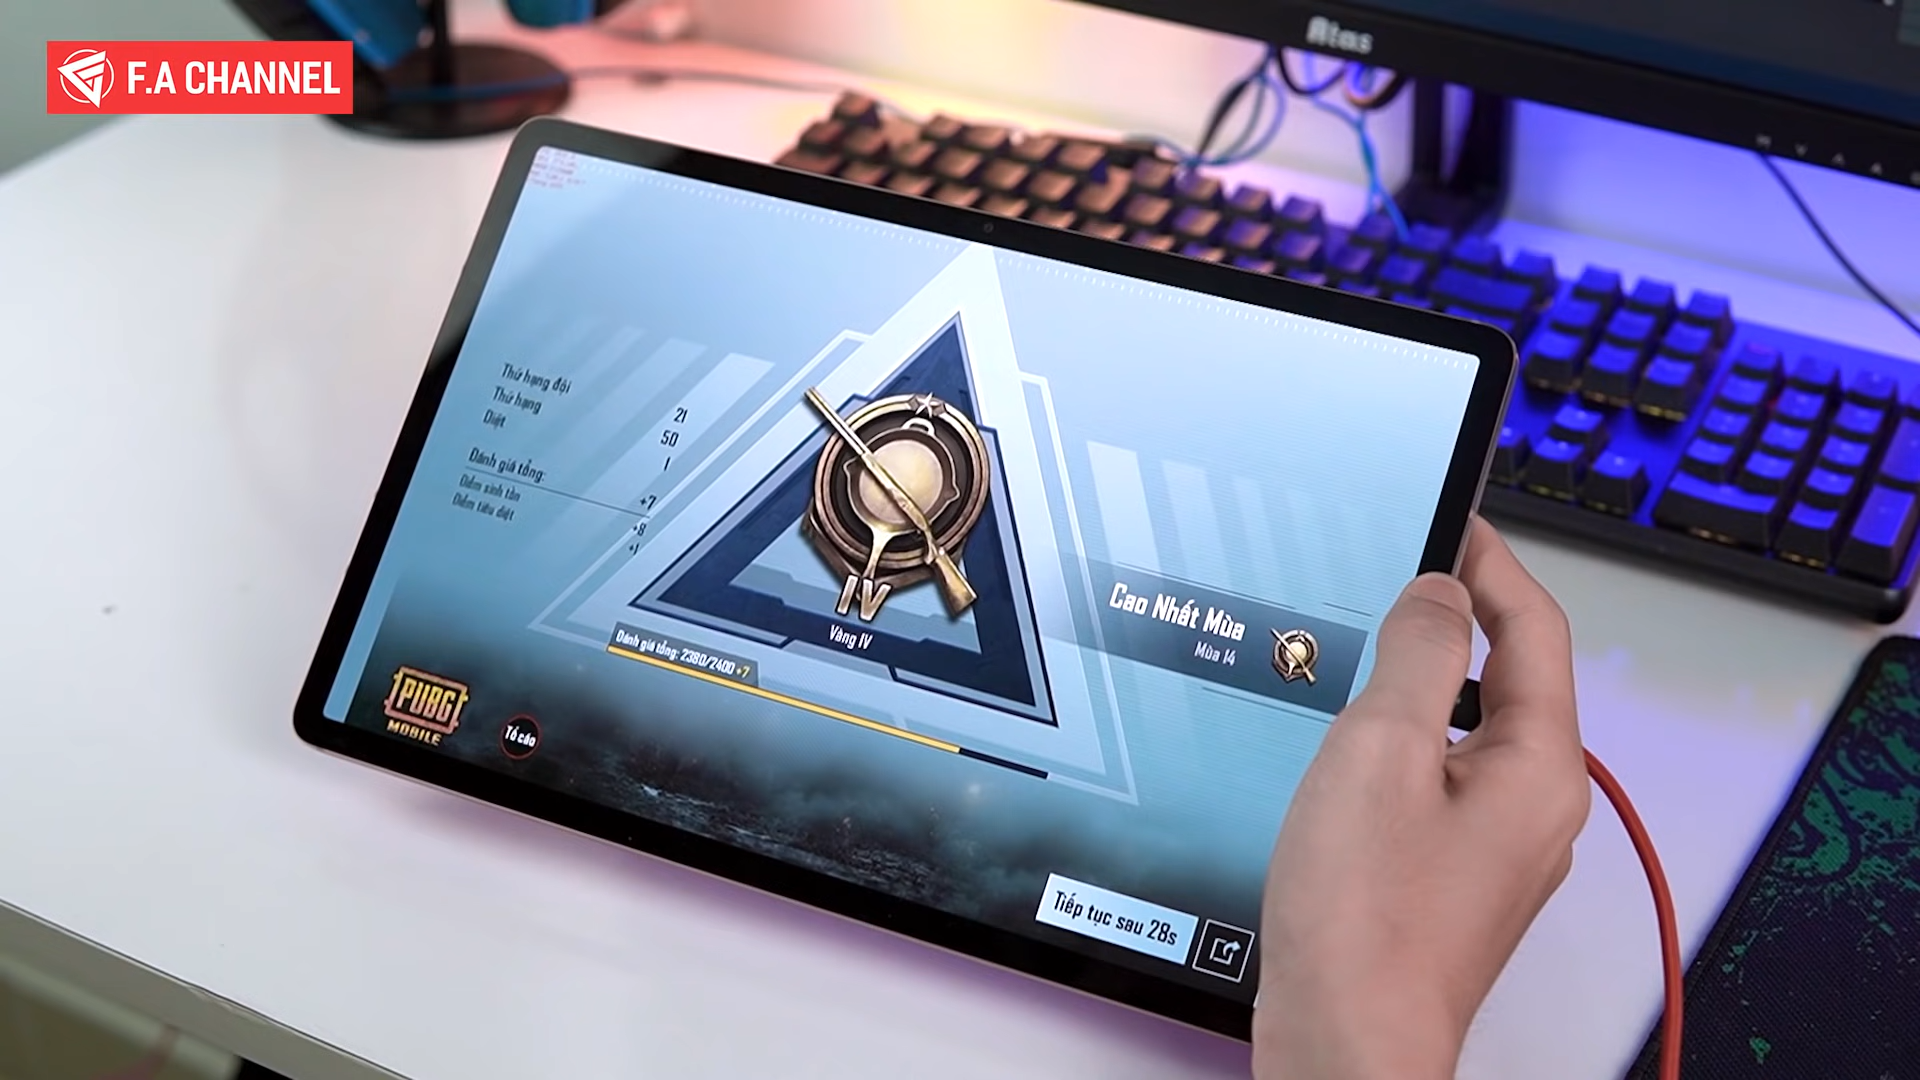 F.A CHANNEL
Atas
Thứ hạng đội 21
Thứ hạng 50
Diệt 1
Đánh giá tổng: +7
Điểm sinh tồn +8
Điểm tiêu diệt +1
IV
Vàng IV
Đánh giá tổng: 2380/2400 +7
Cao Nhất Mùa
Mùa 14
PUBG
MOBILE
Tố cáo
Tiếp tục sau 28s